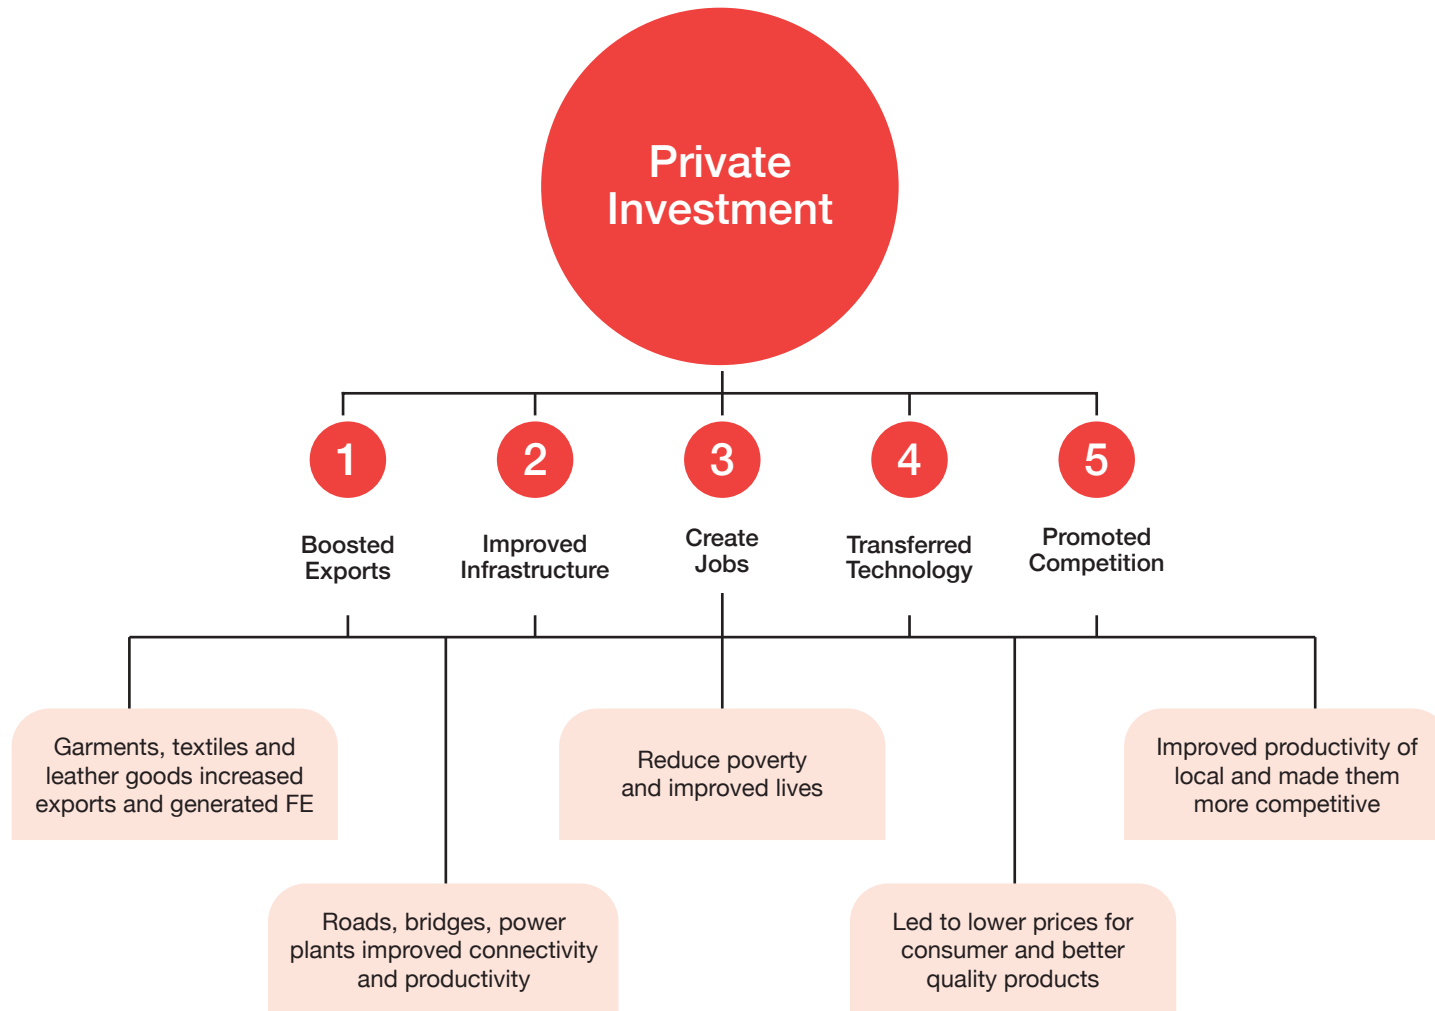 Private
Investment
1
2
3
4
5
Boosted
Exports
Improved
Infrastructure
Create
Jobs
Transferred
Technology
Promoted
Competition
Garments, textiles and
leather goods increased
exports and generated FE
Roads, bridges, power
plants improved connectivity
and productivity
Reduce poverty
and improved lives
Led to lower prices for
consumer and better
quality products
Improved productivity of
local and made them
more competitive